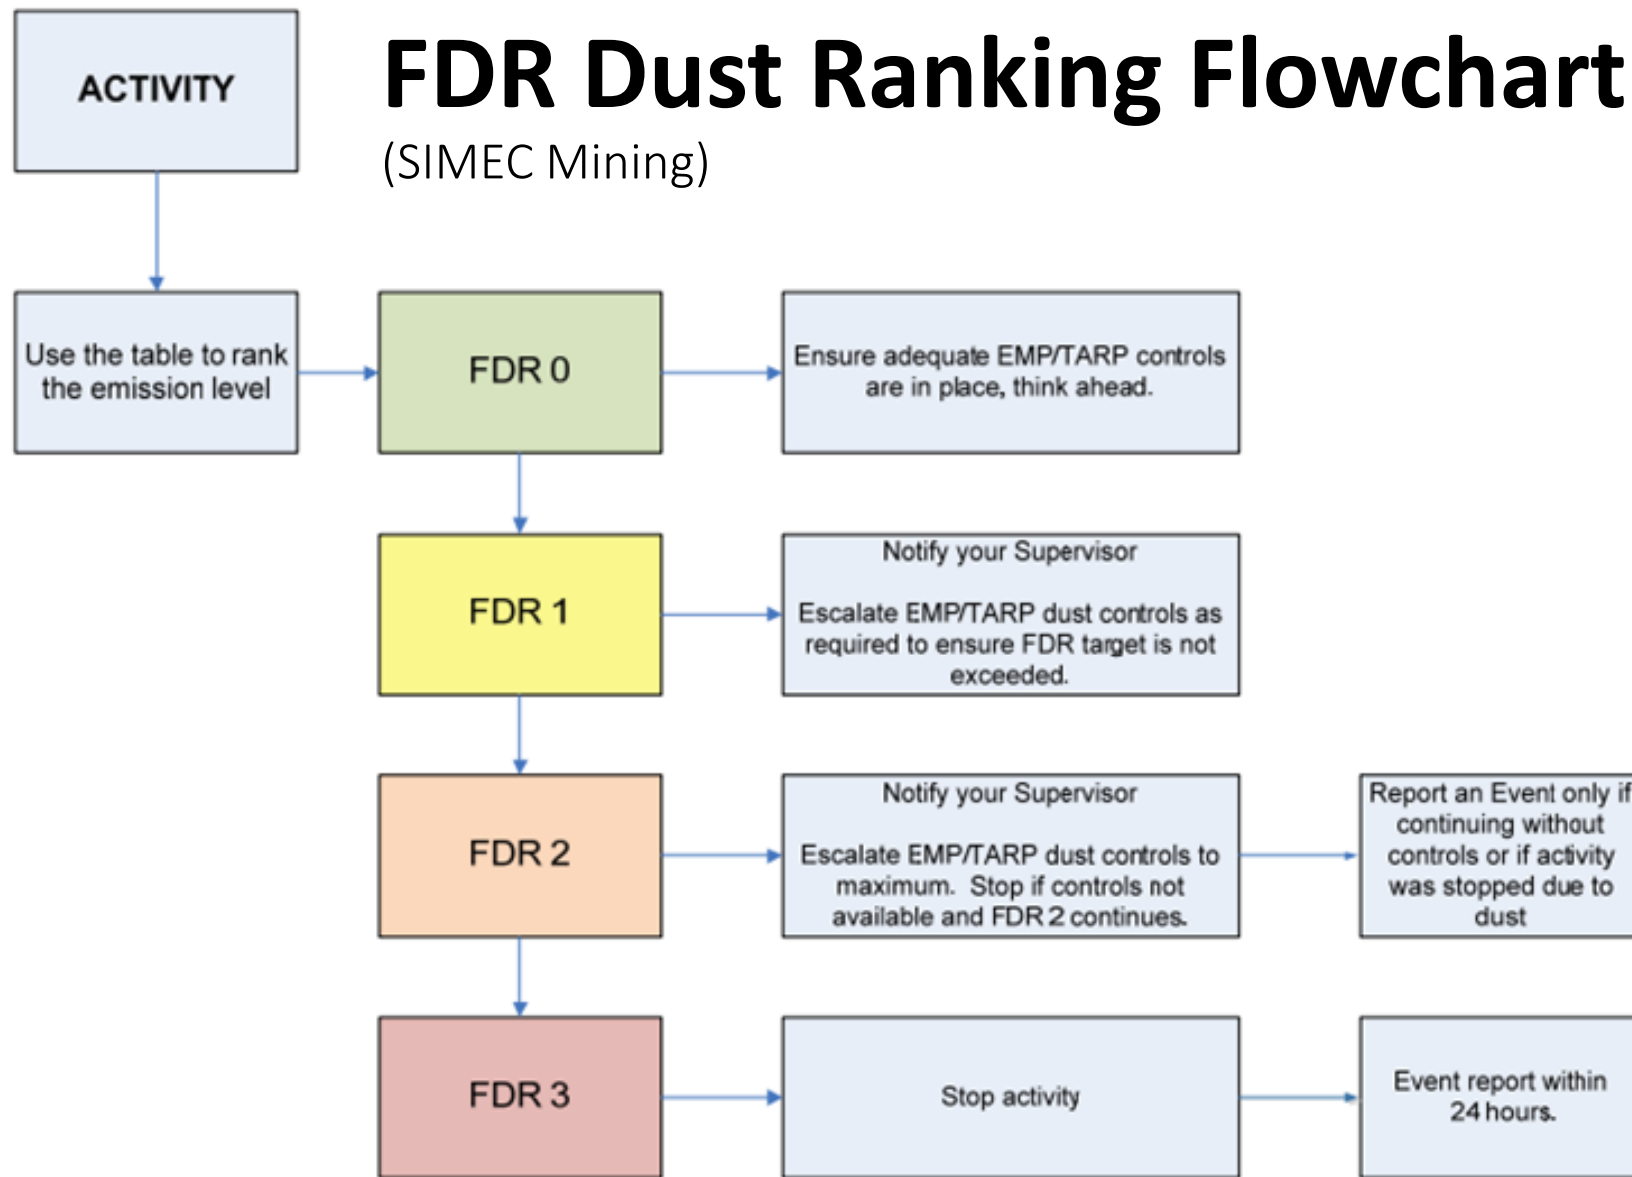 ACTIVITY
FDR Dust Ranking Flowchart
(SIMEC Mining)
Use the table to rank
the emission level
FDR 0
Ensure adequate EMP/TARP controls
are in place, think ahead.
FDR 1
Notify your Supervisor
Escalate EMP/TARP dust controls as
required to ensure FDR target is not
exceeded.
FDR 2
Notify your Supervisor
Escalate EMP/TARP dust controls to
maximum. Stop if controls not
available and FDR 2 continues.
Report an Event only if
continuing without
controls or if activity
was stopped due to
dust
FDR 3
Stop activity
Event report within
24 hours.